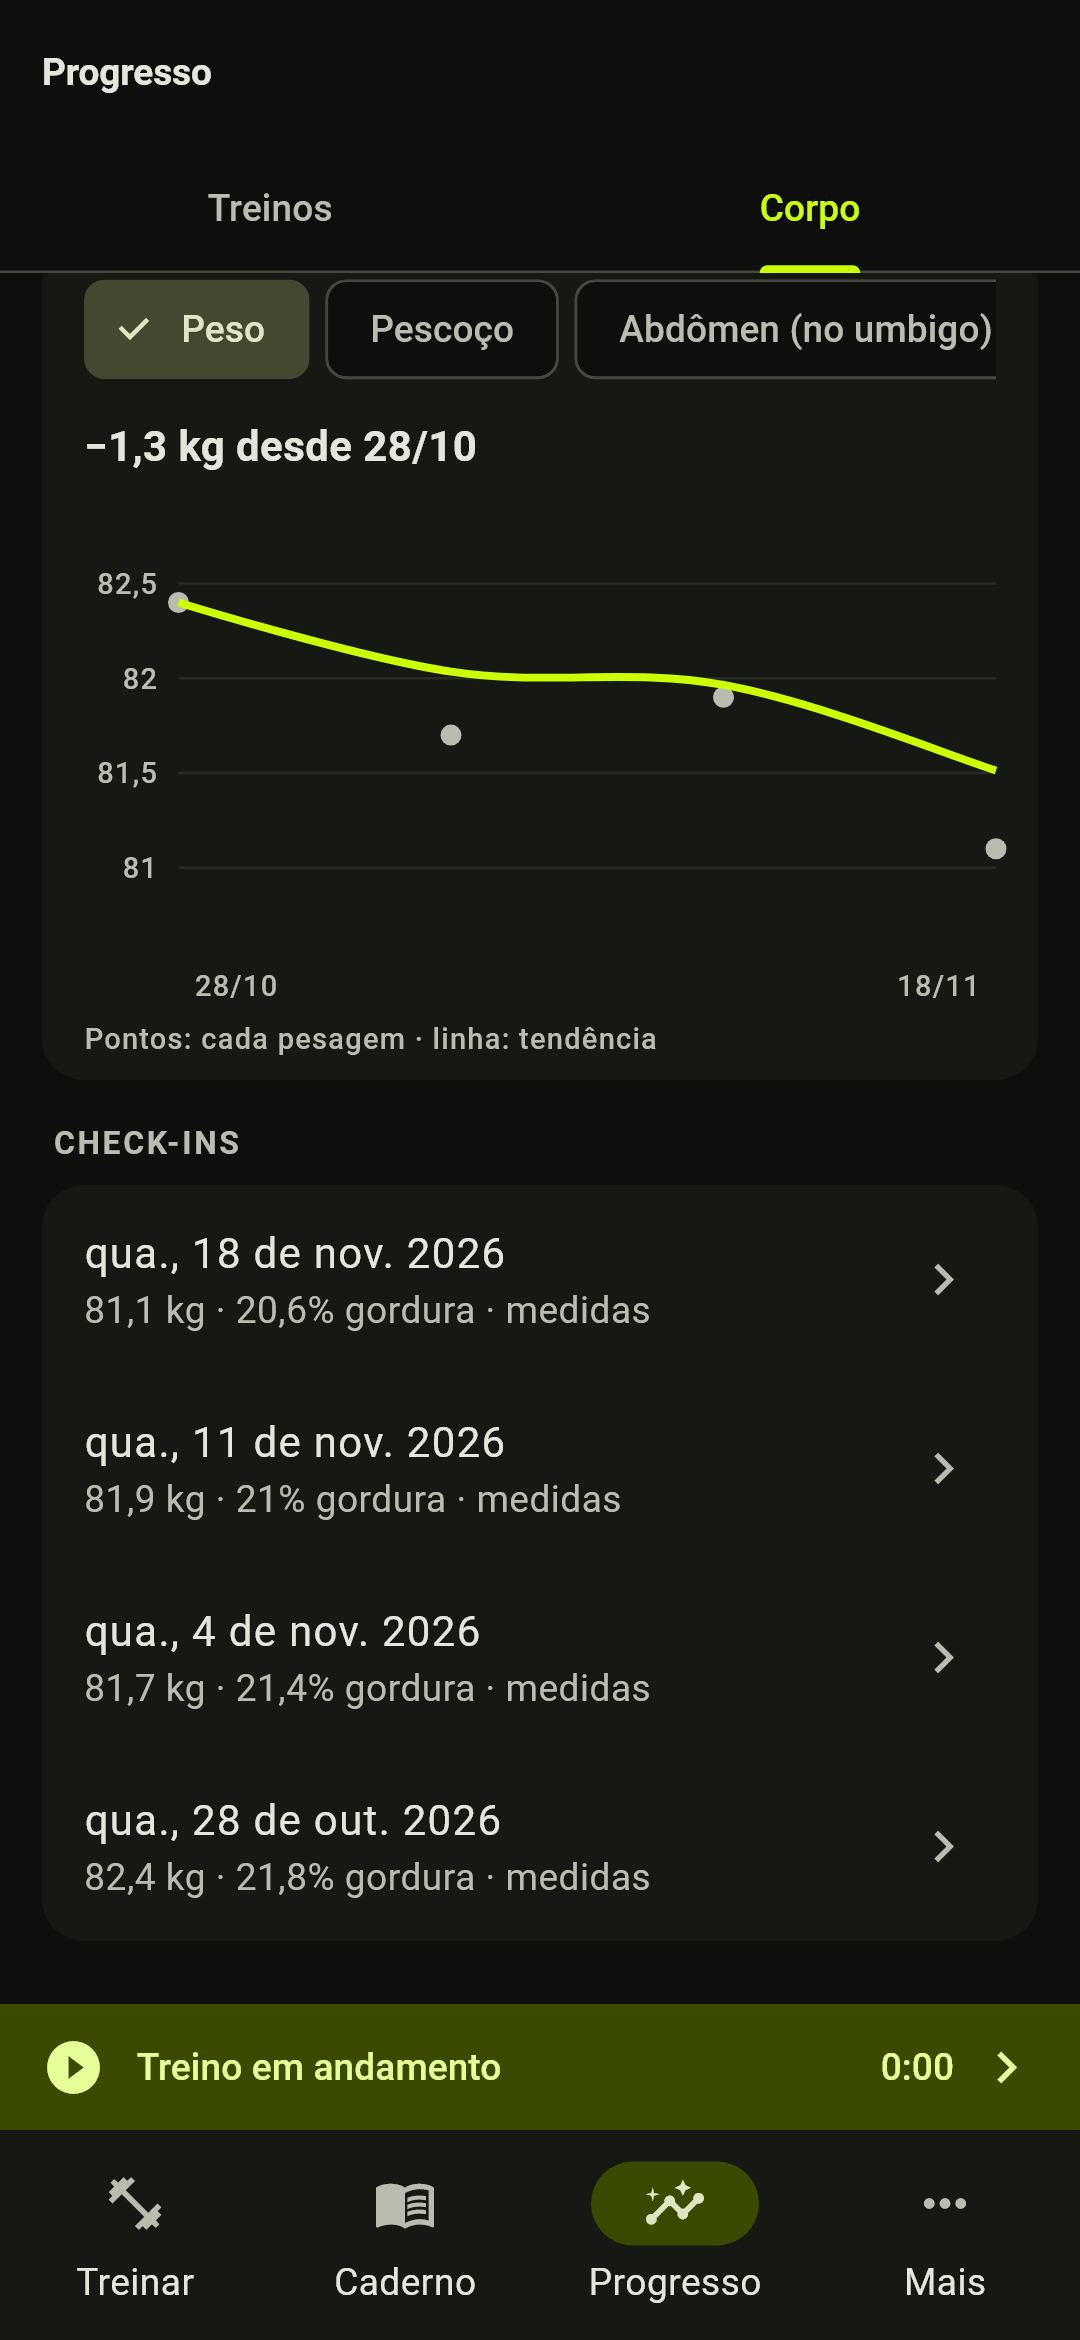 Progresso
Treinos
Corpo
Peso
Pescoço
Abdômen (no umbigo)
−1,3 kg desde 28/10
82,5
82
81,5
81
28/10
18/11
Pontos: cada pesagem · linha: tendência
CHECK-INS
qua., 18 de nov. 2026
81,1 kg · 20,6% gordura · medidas
qua., 11 de nov. 2026
81,9 kg · 21% gordura · medidas
qua., 4 de nov. 2026
81,7 kg · 21,4% gordura · medidas
qua., 28 de out. 2026
82,4 kg · 21,8% gordura · medidas
Treino em andamento
0:00
Treinar
Caderno
Progresso
Mais